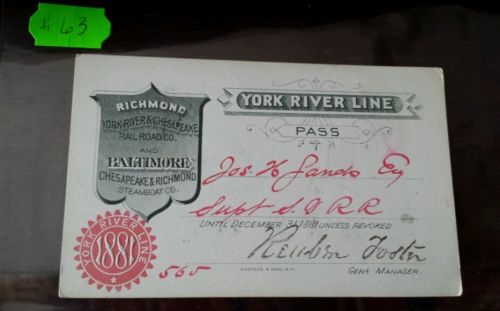 # 63
RICHMOND
YORK RIVER & CHESAPEAKE
RAIL ROAD CO.
AND
BALTIMORE
CHESAPEAKE & RICHMOND
STEAMBOAT CO.
YORK RIVER LINE
PASS
Jos. H Sands Esq
Supt S. D R R
UNTIL DECEMBER 31, 1881 UNLESS REVOKED
YORK RIVER LINE
1881
565
Reuben Foster
GENL MANAGER.